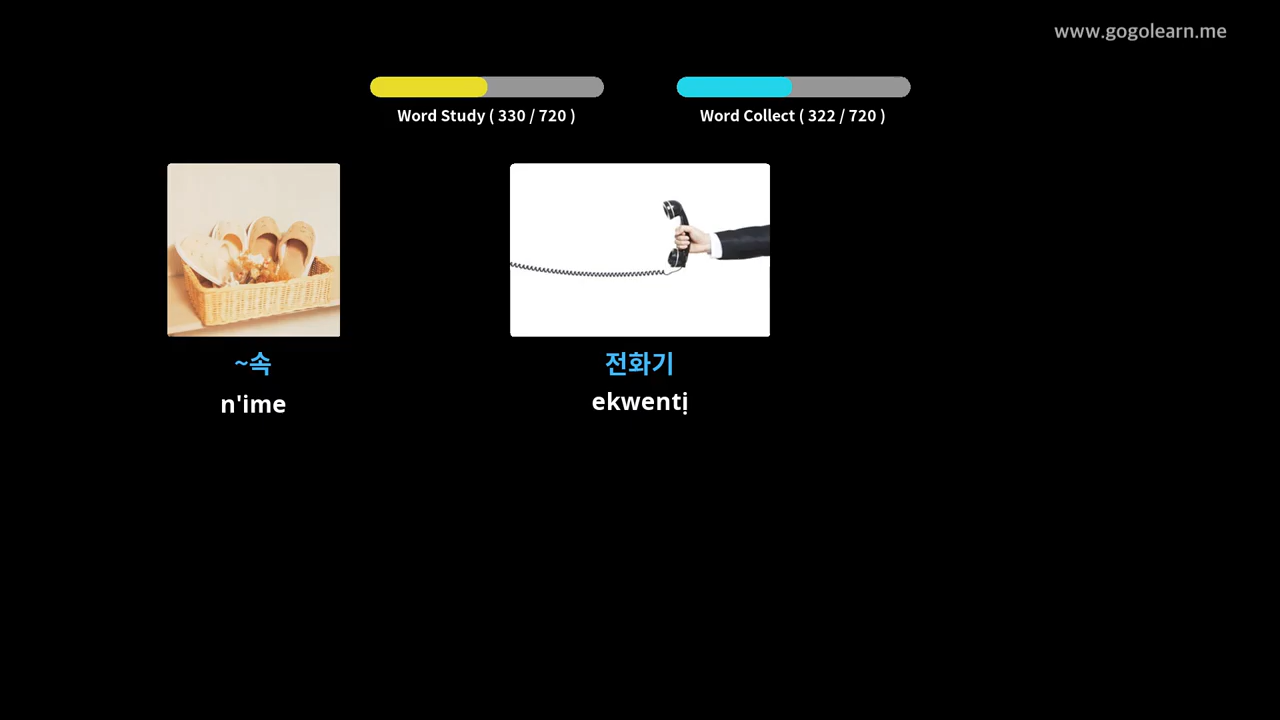 www.gogolearn.me
Word Study ( 330 / 720 )
Word Collect ( 322 / 720 )
~속
n'ime
전화기
ekwentị